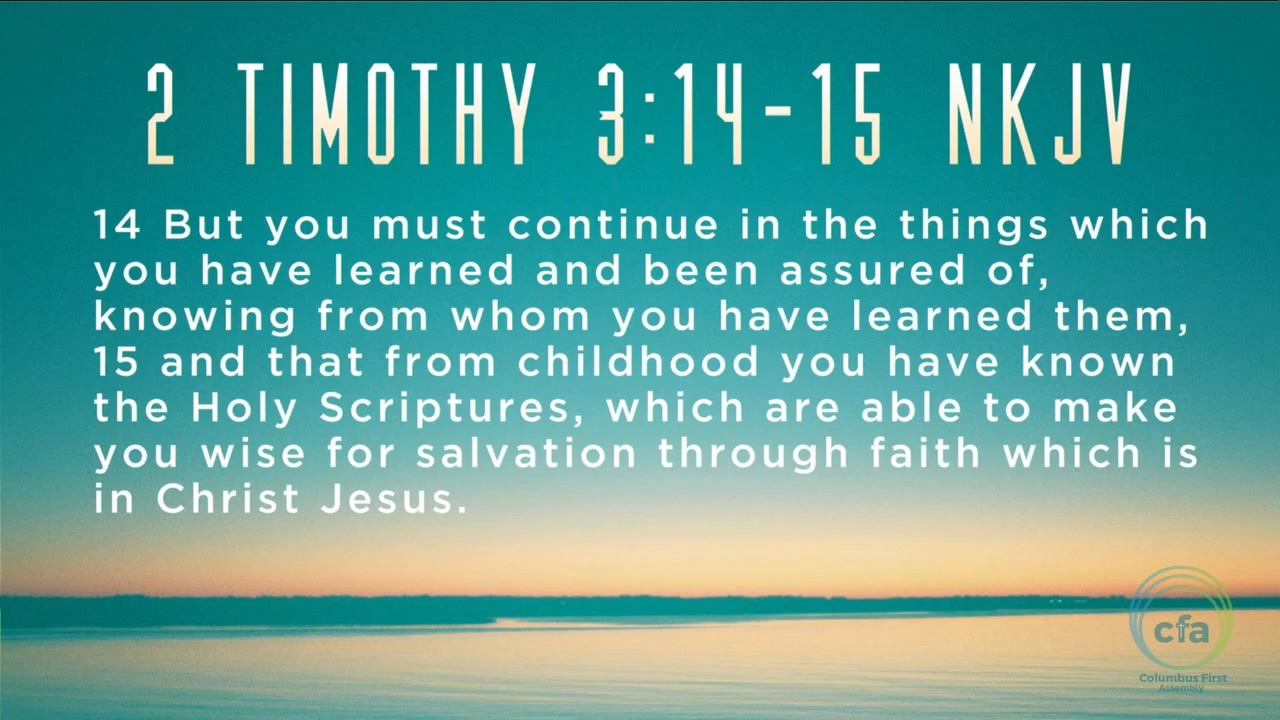 2 TIMOTHY 3:14-15 NKJV
14 But you must continue in the things which
you have learned and been assured of,
knowing from whom you have learned them,
15 and that from childhood you have known
the Holy Scriptures, which are able to make
you wise for salvation through faith which is
in Christ Jesus.
cfa
Columbus First
Assembly